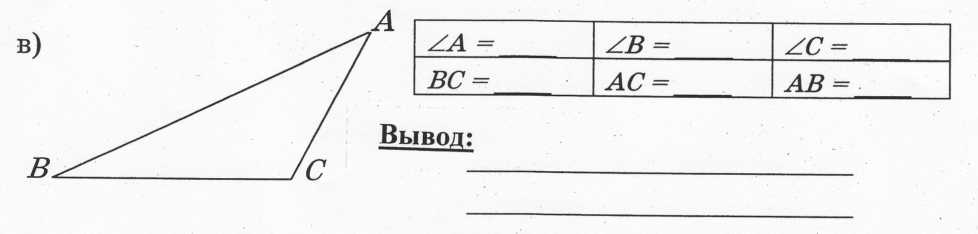 в)
A
B
C
∠A = ____ ∠B = ____ ∠C = ____
BC = ____ AC = ____ AB = ____
Вывод: